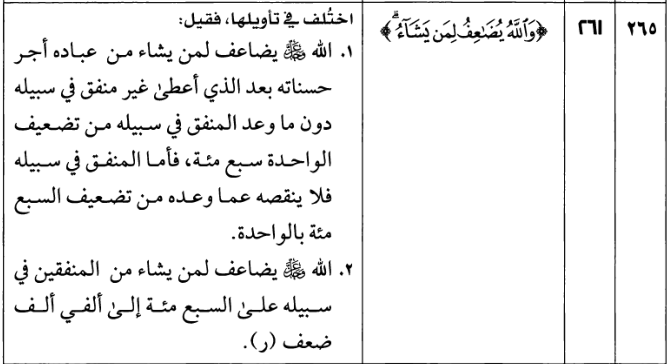 ٢٦٥
٢٦١
﴿وَٱللَّهُ يُضَٰعِفُ لِمَن يَشَآءُۗ﴾
اختُلف في تأويلها، فقيل:
١. الله ﷻ يضاعف لمن يشاء من عباده أجر
حسناته بعد الذي أعطىٰ غير منفق في سبيله
دون ما وعد المنفق في سبيله من تضعيف
الواحدة سبع مئة، فأما المنفق في سبيله
فلا ينقصه عما وعده من تضعيف السبع
مئة بالواحدة.
٢. الله ﷻ يضاعف لمن يشاء من المنفقين في
سبيله علىٰ السبع مئة إلىٰ ألفي ألف
ضعف (ر).